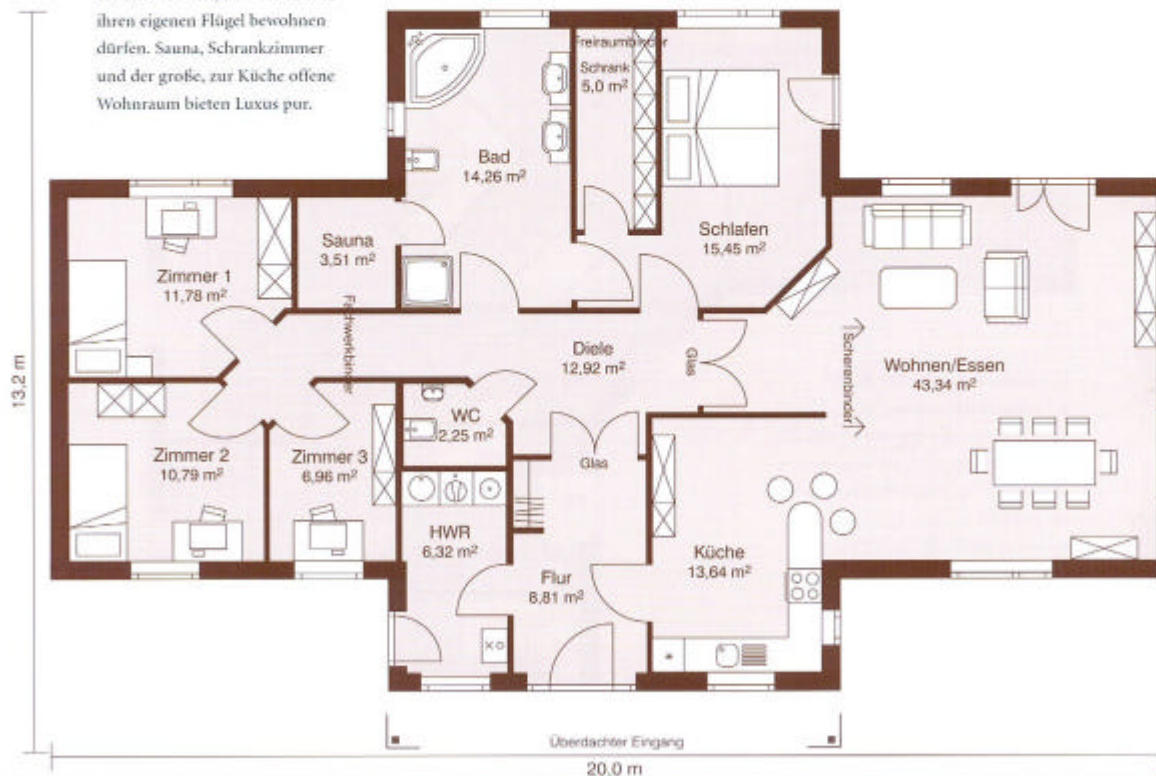 ihren eigenen Flügel bewohnen
dürfen. Sauna, Schrankzimmer
und der große, zur Küche offene
Wohnraum bieten Luxus pur.
Freiraumbinder
Schrank
5,0 m²
Bad
14,26 m²
Schlafen
15,45 m²
Sauna
3,51 m²
Zimmer 1
11,78 m²
Fachwerkbinder
Diele
12,92 m²
Glas
Scherenbinder
Wohnen/Essen
43,34 m²
13,2 m
WC
2,25 m²
Zimmer 2
10,79 m²
Zimmer 3
6,96 m²
Glas
HWR
6,32 m²
Flur
8,81 m²
Küche
13,64 m²
Überdachter Eingang
20,0 m